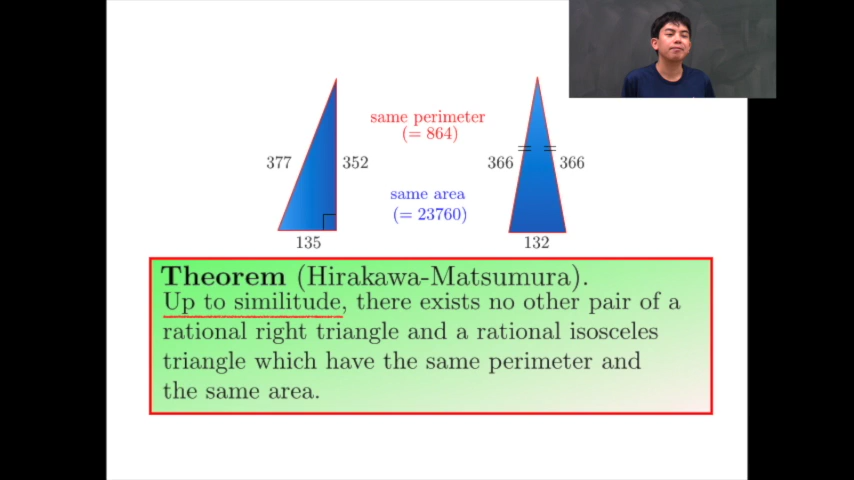 same perimeter
(= 864)
377
352
366
366
same area
(= 23760)
135
132
Theorem (Hirakawa-Matsumura).
Up to similitude, there exists no other pair of a
rational right triangle and a rational isosceles
triangle which have the same perimeter and
the same area.